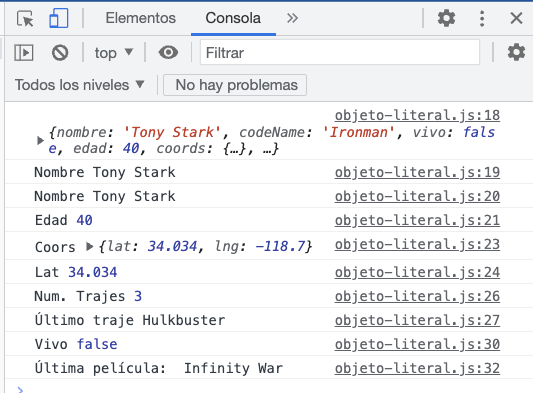 Elementos Consola
top Filtrar
Todos los niveles No hay problemas
objeto-literal.js:18
{nombre: 'Tony Stark', codeName: 'Ironman', vivo: fals
e, edad: 40, coords: {…}, …}
Nombre Tony Stark objeto-literal.js:19
Nombre Tony Stark objeto-literal.js:20
Edad 40 objeto-literal.js:21
Coors {lat: 34.034, lng: -118.7} objeto-literal.js:23
Lat 34.034 objeto-literal.js:24
Num. Trajes 3 objeto-literal.js:26
Último traje Hulkbuster objeto-literal.js:27
Vivo false objeto-literal.js:30
Última película:  Infinity War objeto-literal.js:32